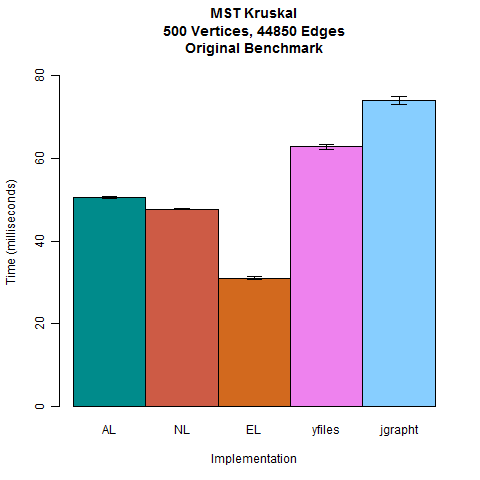 MST Kruskal
500 Vertices, 44850 Edges
Original Benchmark
Time (milliseconds)
80
60
40
20
0
AL NL EL yfiles jgrapht
Implementation